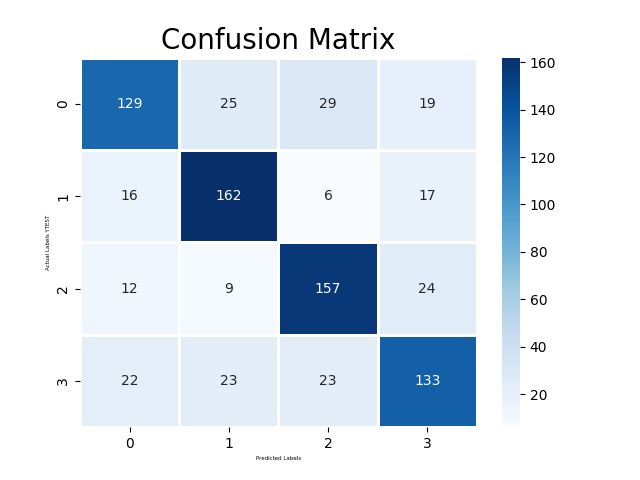 Confusion Matrix
0 129 25 29 19
1 16 162 6 17
2 12 9 157 24
3 22 23 23 133
0 1 2 3
Predicted Labels
Actual Labels YTEST
160
140
120
100
80
60
40
20